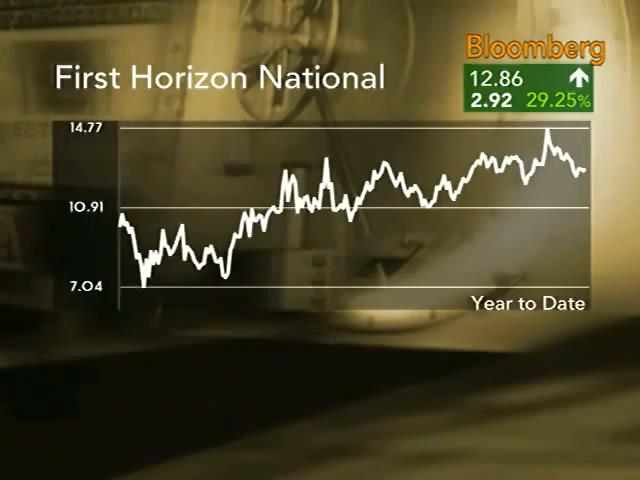 Bloomberg
First Horizon National
12.86
2.92 29.25%
14.77
10.91
7.04
Year to Date